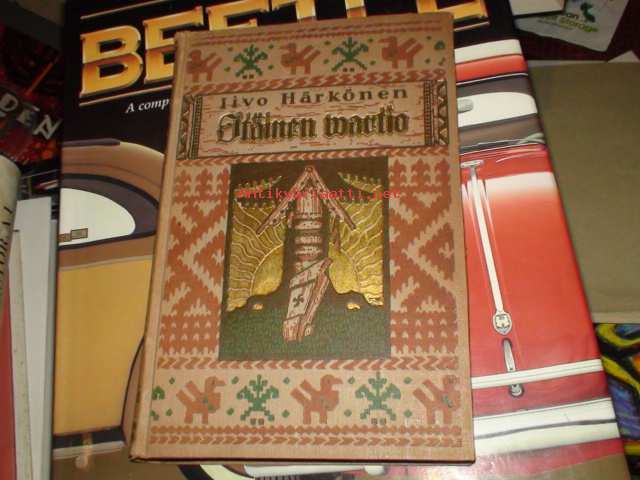 BEETLE
A comp
Iivo Härkönen
Itäinen wartio
antikvariaatti.net
DEN